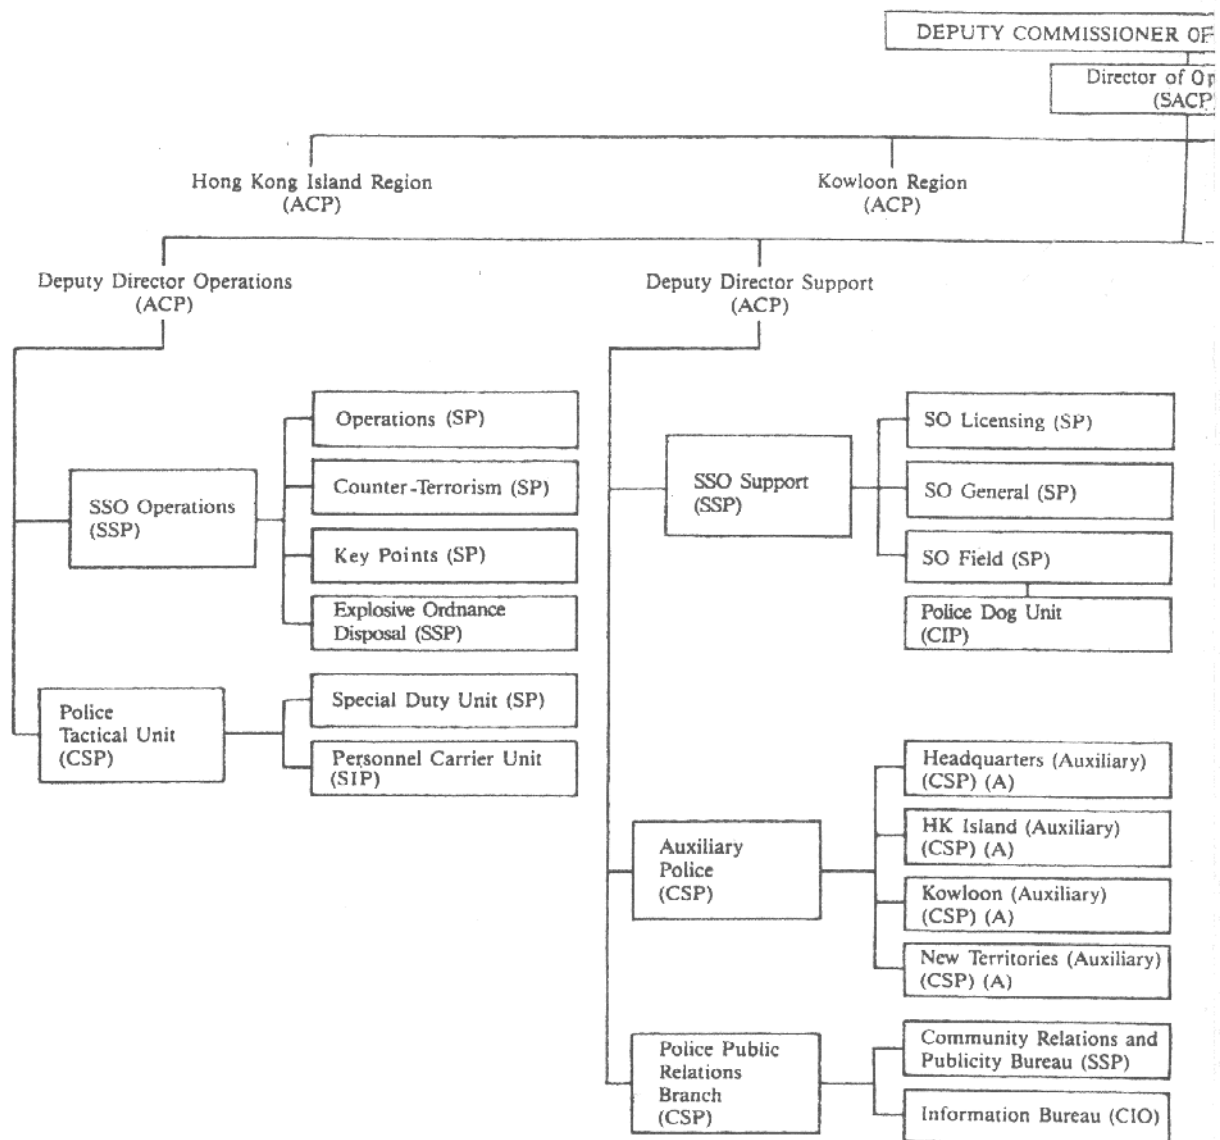 DEPUTY COMMISSIONER OF
Director of Op
(SACP)
Hong Kong Island Region
(ACP)
Kowloon Region
(ACP)
Deputy Director Operations
(ACP)
Deputy Director Support
(ACP)
SSO Operations
(SSP)
Operations (SP)
Counter-Terrorism (SP)
Key Points (SP)
Explosive Ordnance
Disposal (SSP)
Police
Tactical Unit
(CSP)
Special Duty Unit (SP)
Personnel Carrier Unit
(SIP)
SSO Support
(SSP)
SO Licensing (SP)
SO General (SP)
SO Field (SP)
Police Dog Unit
(CIP)
Auxiliary
Police
(CSP)
Headquarters (Auxiliary)
(CSP) (A)
HK Island (Auxiliary)
(CSP) (A)
Kowloon (Auxiliary)
(CSP) (A)
New Territories (Auxiliary)
(CSP) (A)
Police Public
Relations
Branch
(CSP)
Community Relations and
Publicity Bureau (SSP)
Information Bureau (CIO)